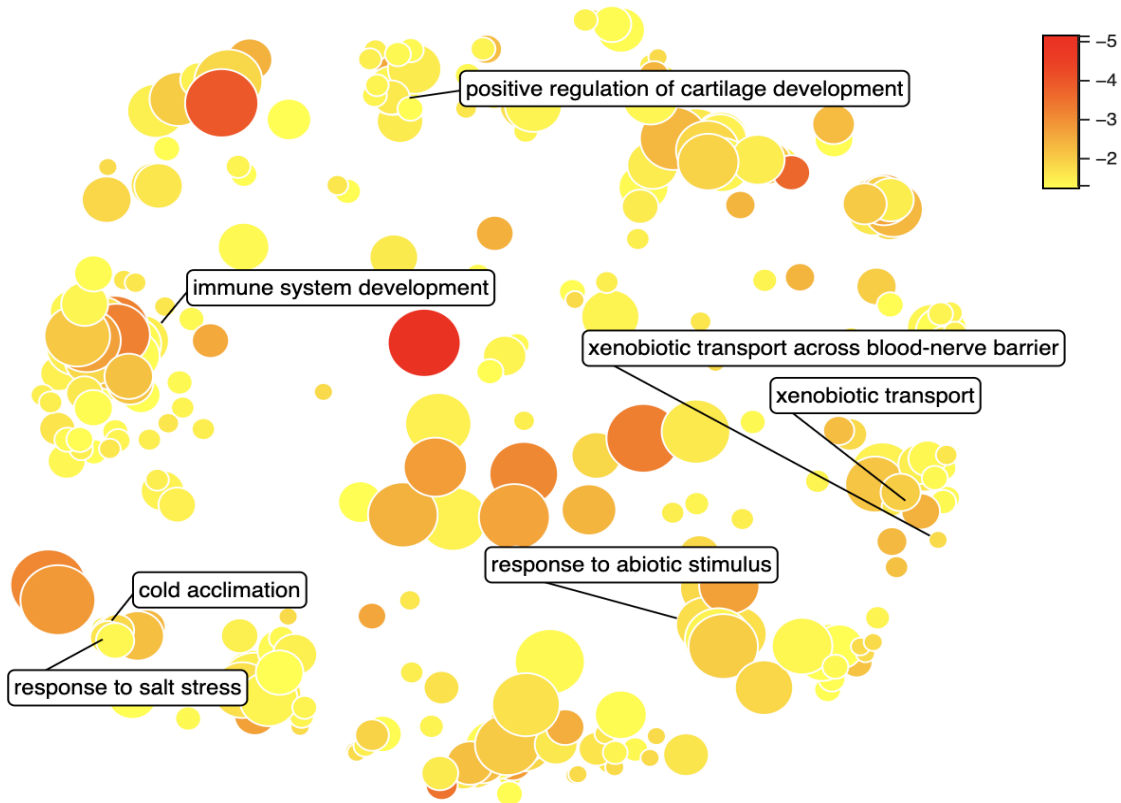 –5
–4
–3
–2
positive regulation of cartilage development
immune system development
xenobiotic transport across blood-nerve barrier
xenobiotic transport
response to abiotic stimulus
cold acclimation
response to salt stress